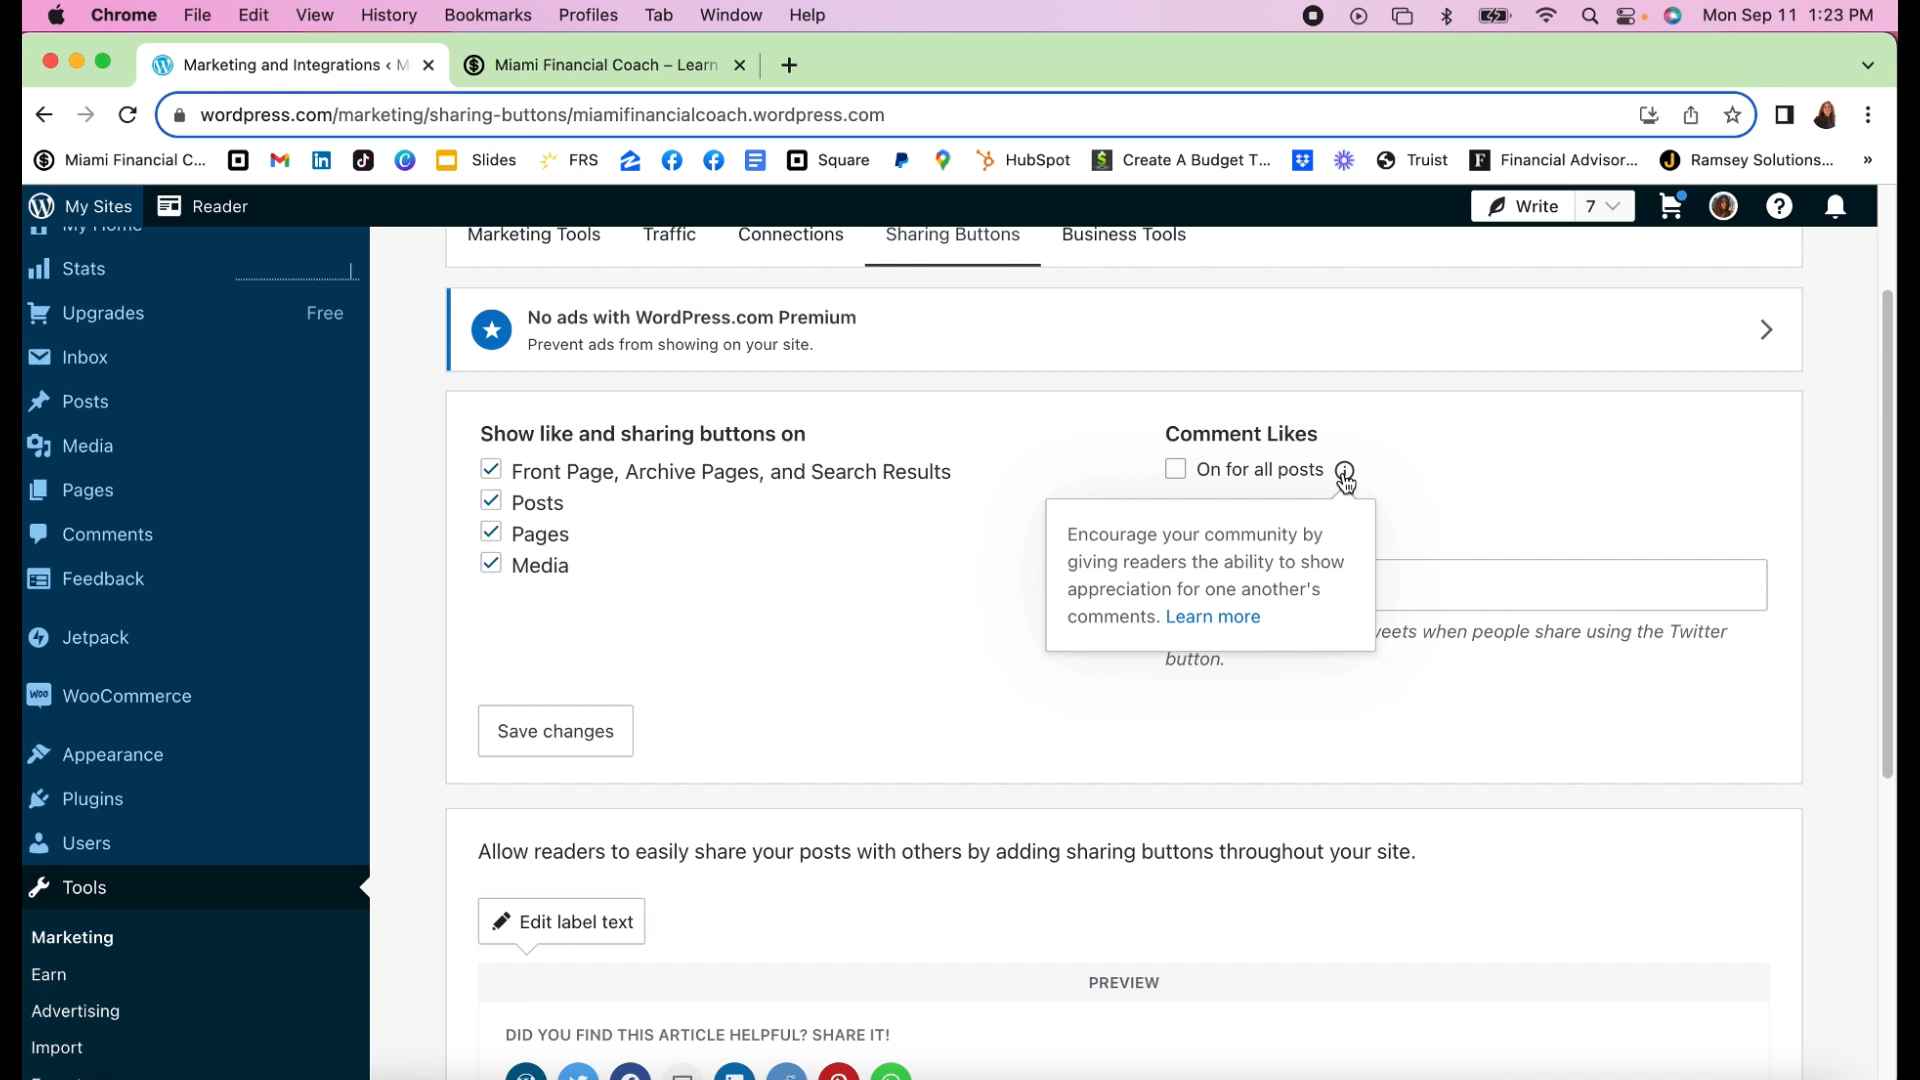 Chrome File Edit View History Bookmarks Profiles Tab Window Help Mon Sep 11 1:23 PM
Marketing and Integrations ‹ M Miami Financial Coach – Learn
wordpress.com/marketing/sharing-buttons/miamifinancialcoach.wordpress.com
Miami Financial C... Slides FRS Square HubSpot Create A Budget T... Truist Financial Advisor... Ramsey Solutions... »
My Sites Reader Write 7
My Home
Marketing Tools Traffic Connections Sharing Buttons Business Tools
Stats
Upgrades Free
Inbox
Posts
Media
Pages
Comments
Feedback
Jetpack
WooCommerce
Appearance
Plugins
Users
Tools
Marketing
Earn
Advertising
Import
No ads with WordPress.com Premium
Prevent ads from showing on your site.
Show like and sharing buttons on
Front Page, Archive Pages, and Search Results
Posts
Pages
Media
Comment Likes
On for all posts
Encourage your community by
giving readers the ability to show
appreciation for one another's
comments. Learn more
when people share using the Twitter
button.
Save changes
Allow readers to easily share your posts with others by adding sharing buttons throughout your site.
Edit label text
PREVIEW
DID YOU FIND THIS ARTICLE HELPFUL? SHARE IT!